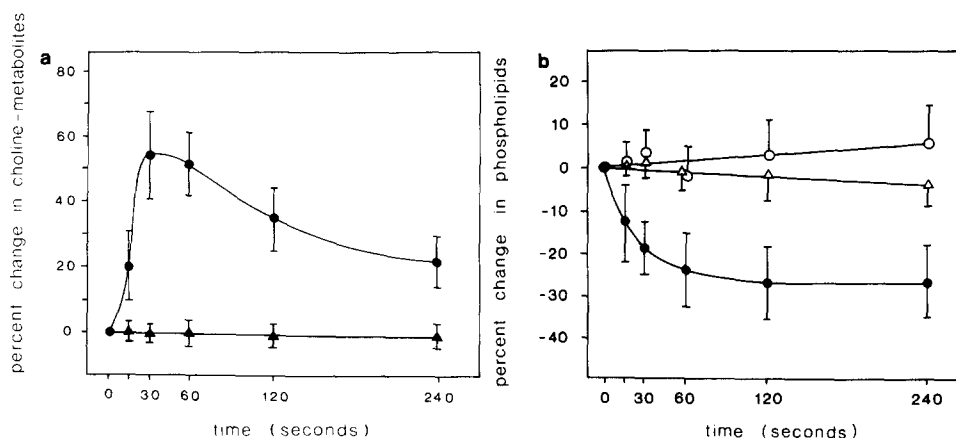 percent change in choline-metabolites
a
80
60
40
20
0
0 30 60 120 240
time (seconds)
percent change in phospholipids
b
20
10
0
-10
-20
-30
-40
0 30 60 120 240
time (seconds)